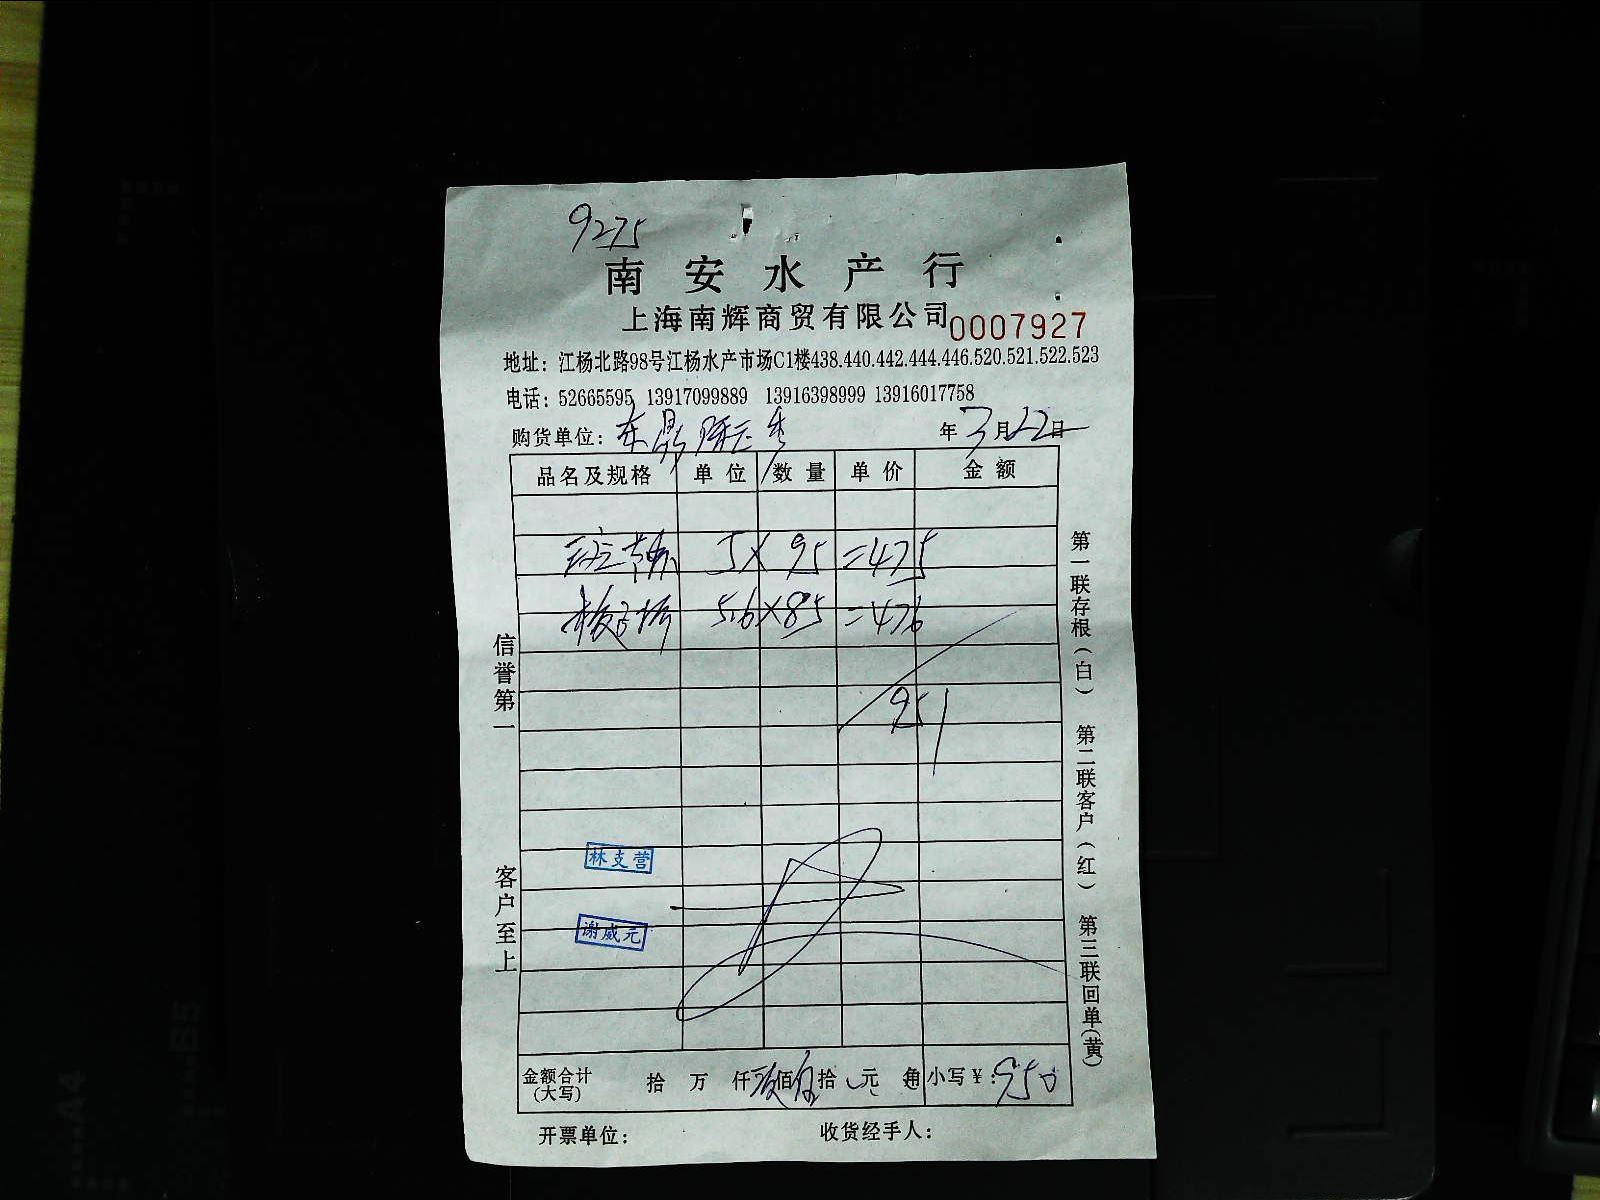 9275
南安水产行
上海南辉商贸有限公司 0007927
地址：江杨北路98号江杨水产市场C1楼438.440.442.444.446.520.521.522.523
电话：52665595 13917099889 13916398999 13916017758
购货单位：东鼎 年3月22日
品名及规格 单位 数量 单价 金额
5×95=475
5.6×85=476
951
信誉第一
客户至上
林支营
谢威元
第一联存根（白） 第二联客户（红） 第三联回单（黄）
金额合计（大写） 拾 万 仟 佰 拾 元 角 小写￥：950
开票单位： 收货经手人：